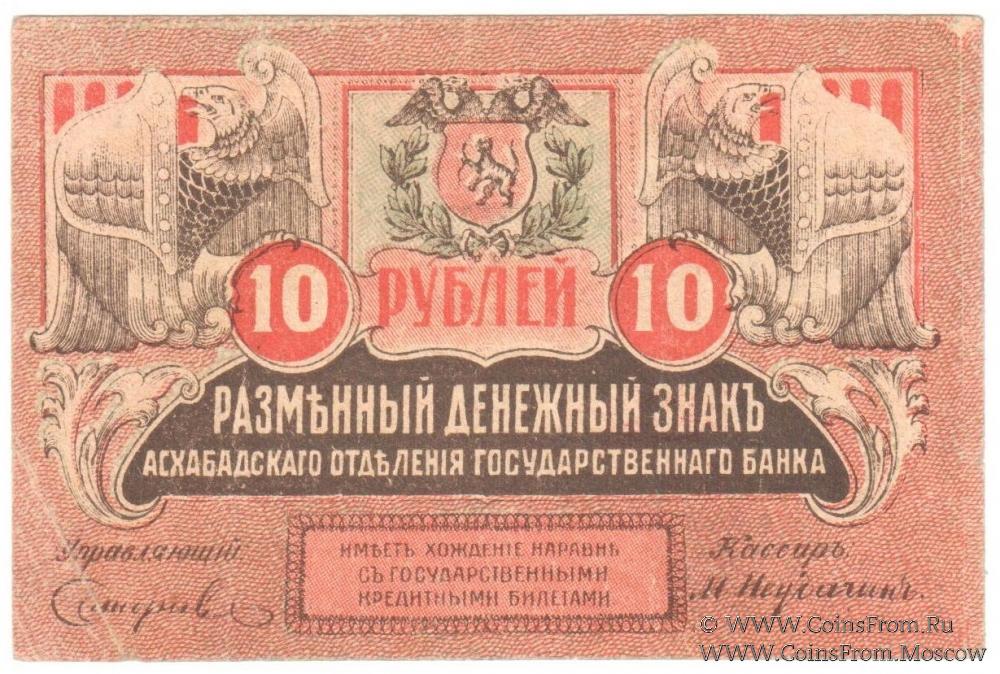 10 РУБЛЕЙ 10
РАЗМѢННЫЙ ДЕНЕЖНЫЙ ЗНАКЪ
АСХАБАДСКАГО ОТДѢЛЕНІЯ ГОСУДАРСТВЕННАГО БАНКА
Управляющій
ИМѢЕТЪ ХОЖДЕНІЕ НАРАВНѢ
СЪ ГОСУДАРСТВЕННЫМИ
КРЕДИТНЫМИ БИЛЕТАМИ
Кассиръ
М
© WWW.CoinsFrom.Ru
WWW.CoinsFrom.Moscow